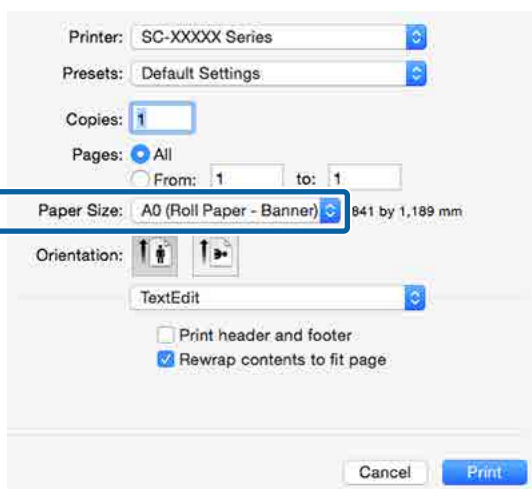 Printer: SC-XXXXX Series
Presets: Default Settings
Copies: 1
Pages: All
From: 1 to: 1
Paper Size: A0 (Roll Paper - Banner) 841 by 1,189 mm
Orientation:
TextEdit
Print header and footer
Rewrap contents to fit page
Cancel Print